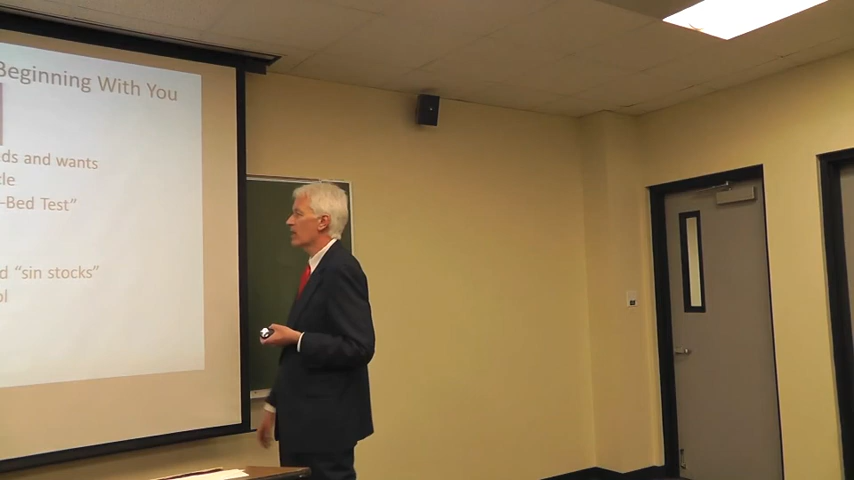 Beginning With You
ds and wants
cle
-Bed Test”
d “sin stocks”
ol